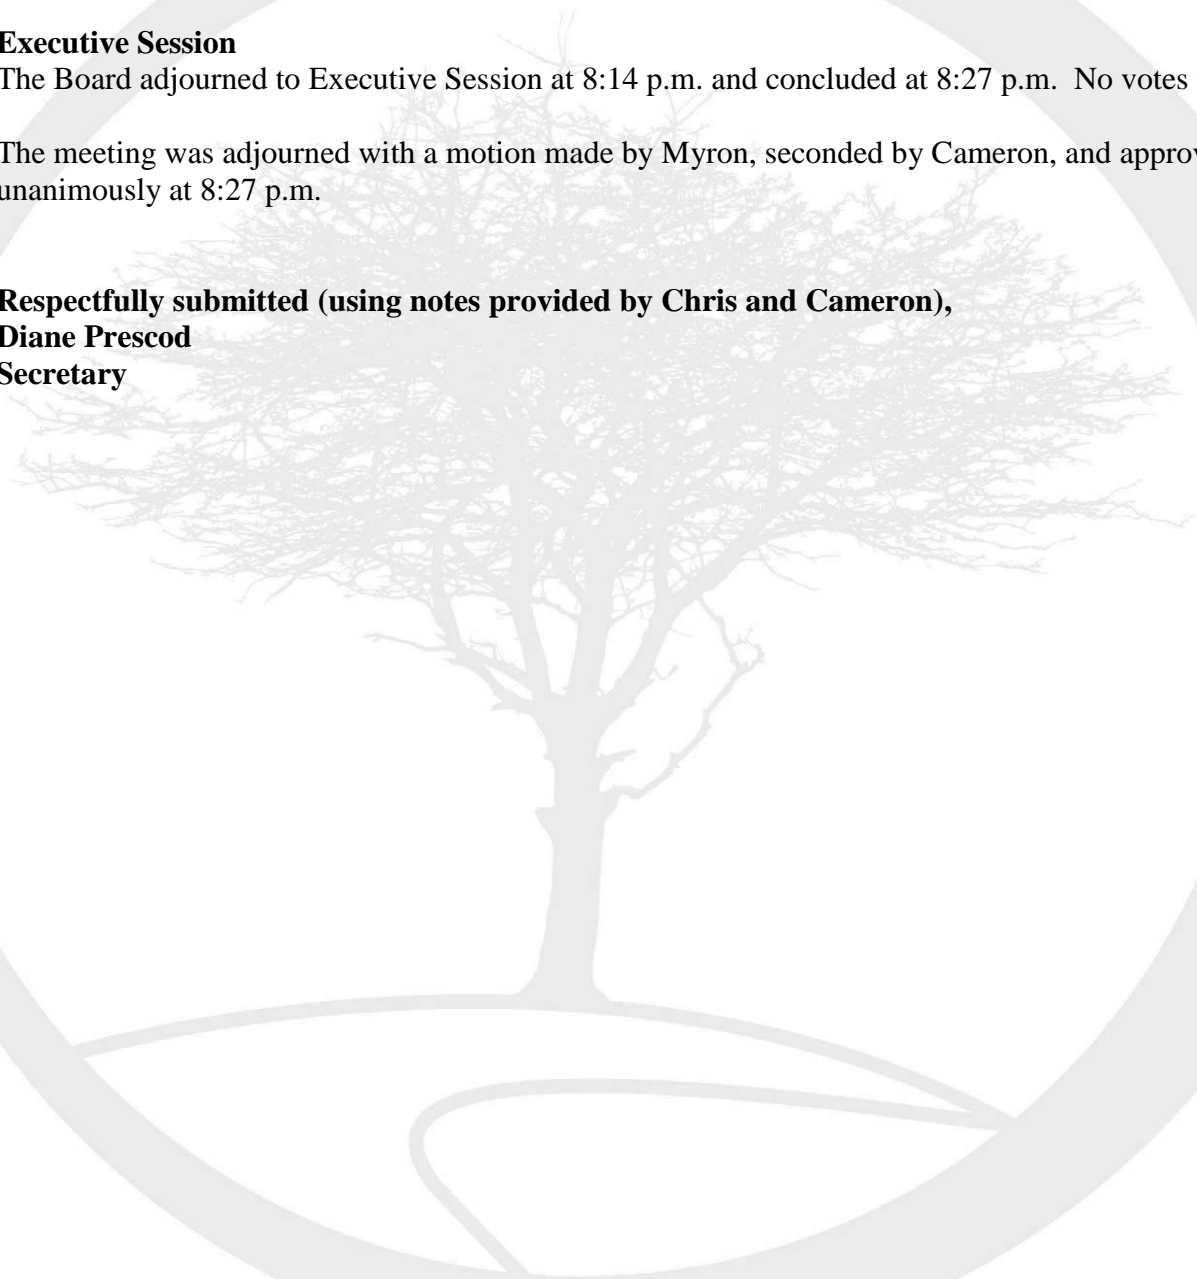 Executive Session
The Board adjourned to Executive Session at 8:14 p.m. and concluded at 8:27 p.m.  No votes
The meeting was adjourned with a motion made by Myron, seconded by Cameron, and approv
unanimously at 8:27 p.m.
Respectfully submitted (using notes provided by Chris and Cameron),
Diane Prescod
Secretary